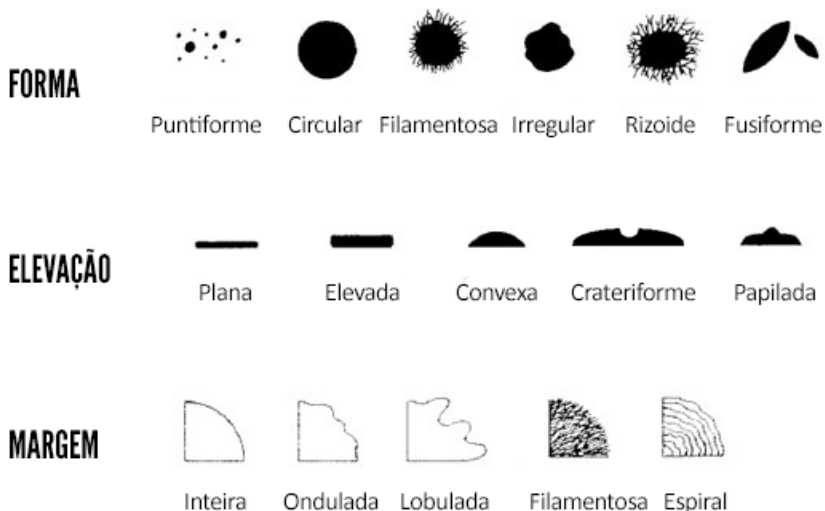 FORMA
Puntiforme Circular Filamentosa Irregular Rizoide Fusiforme
ELEVAÇÃO
Plana Elevada Convexa Crateriforme Papilada
MARGEM
Inteira Ondulada Lobulada Filamentosa Espiral